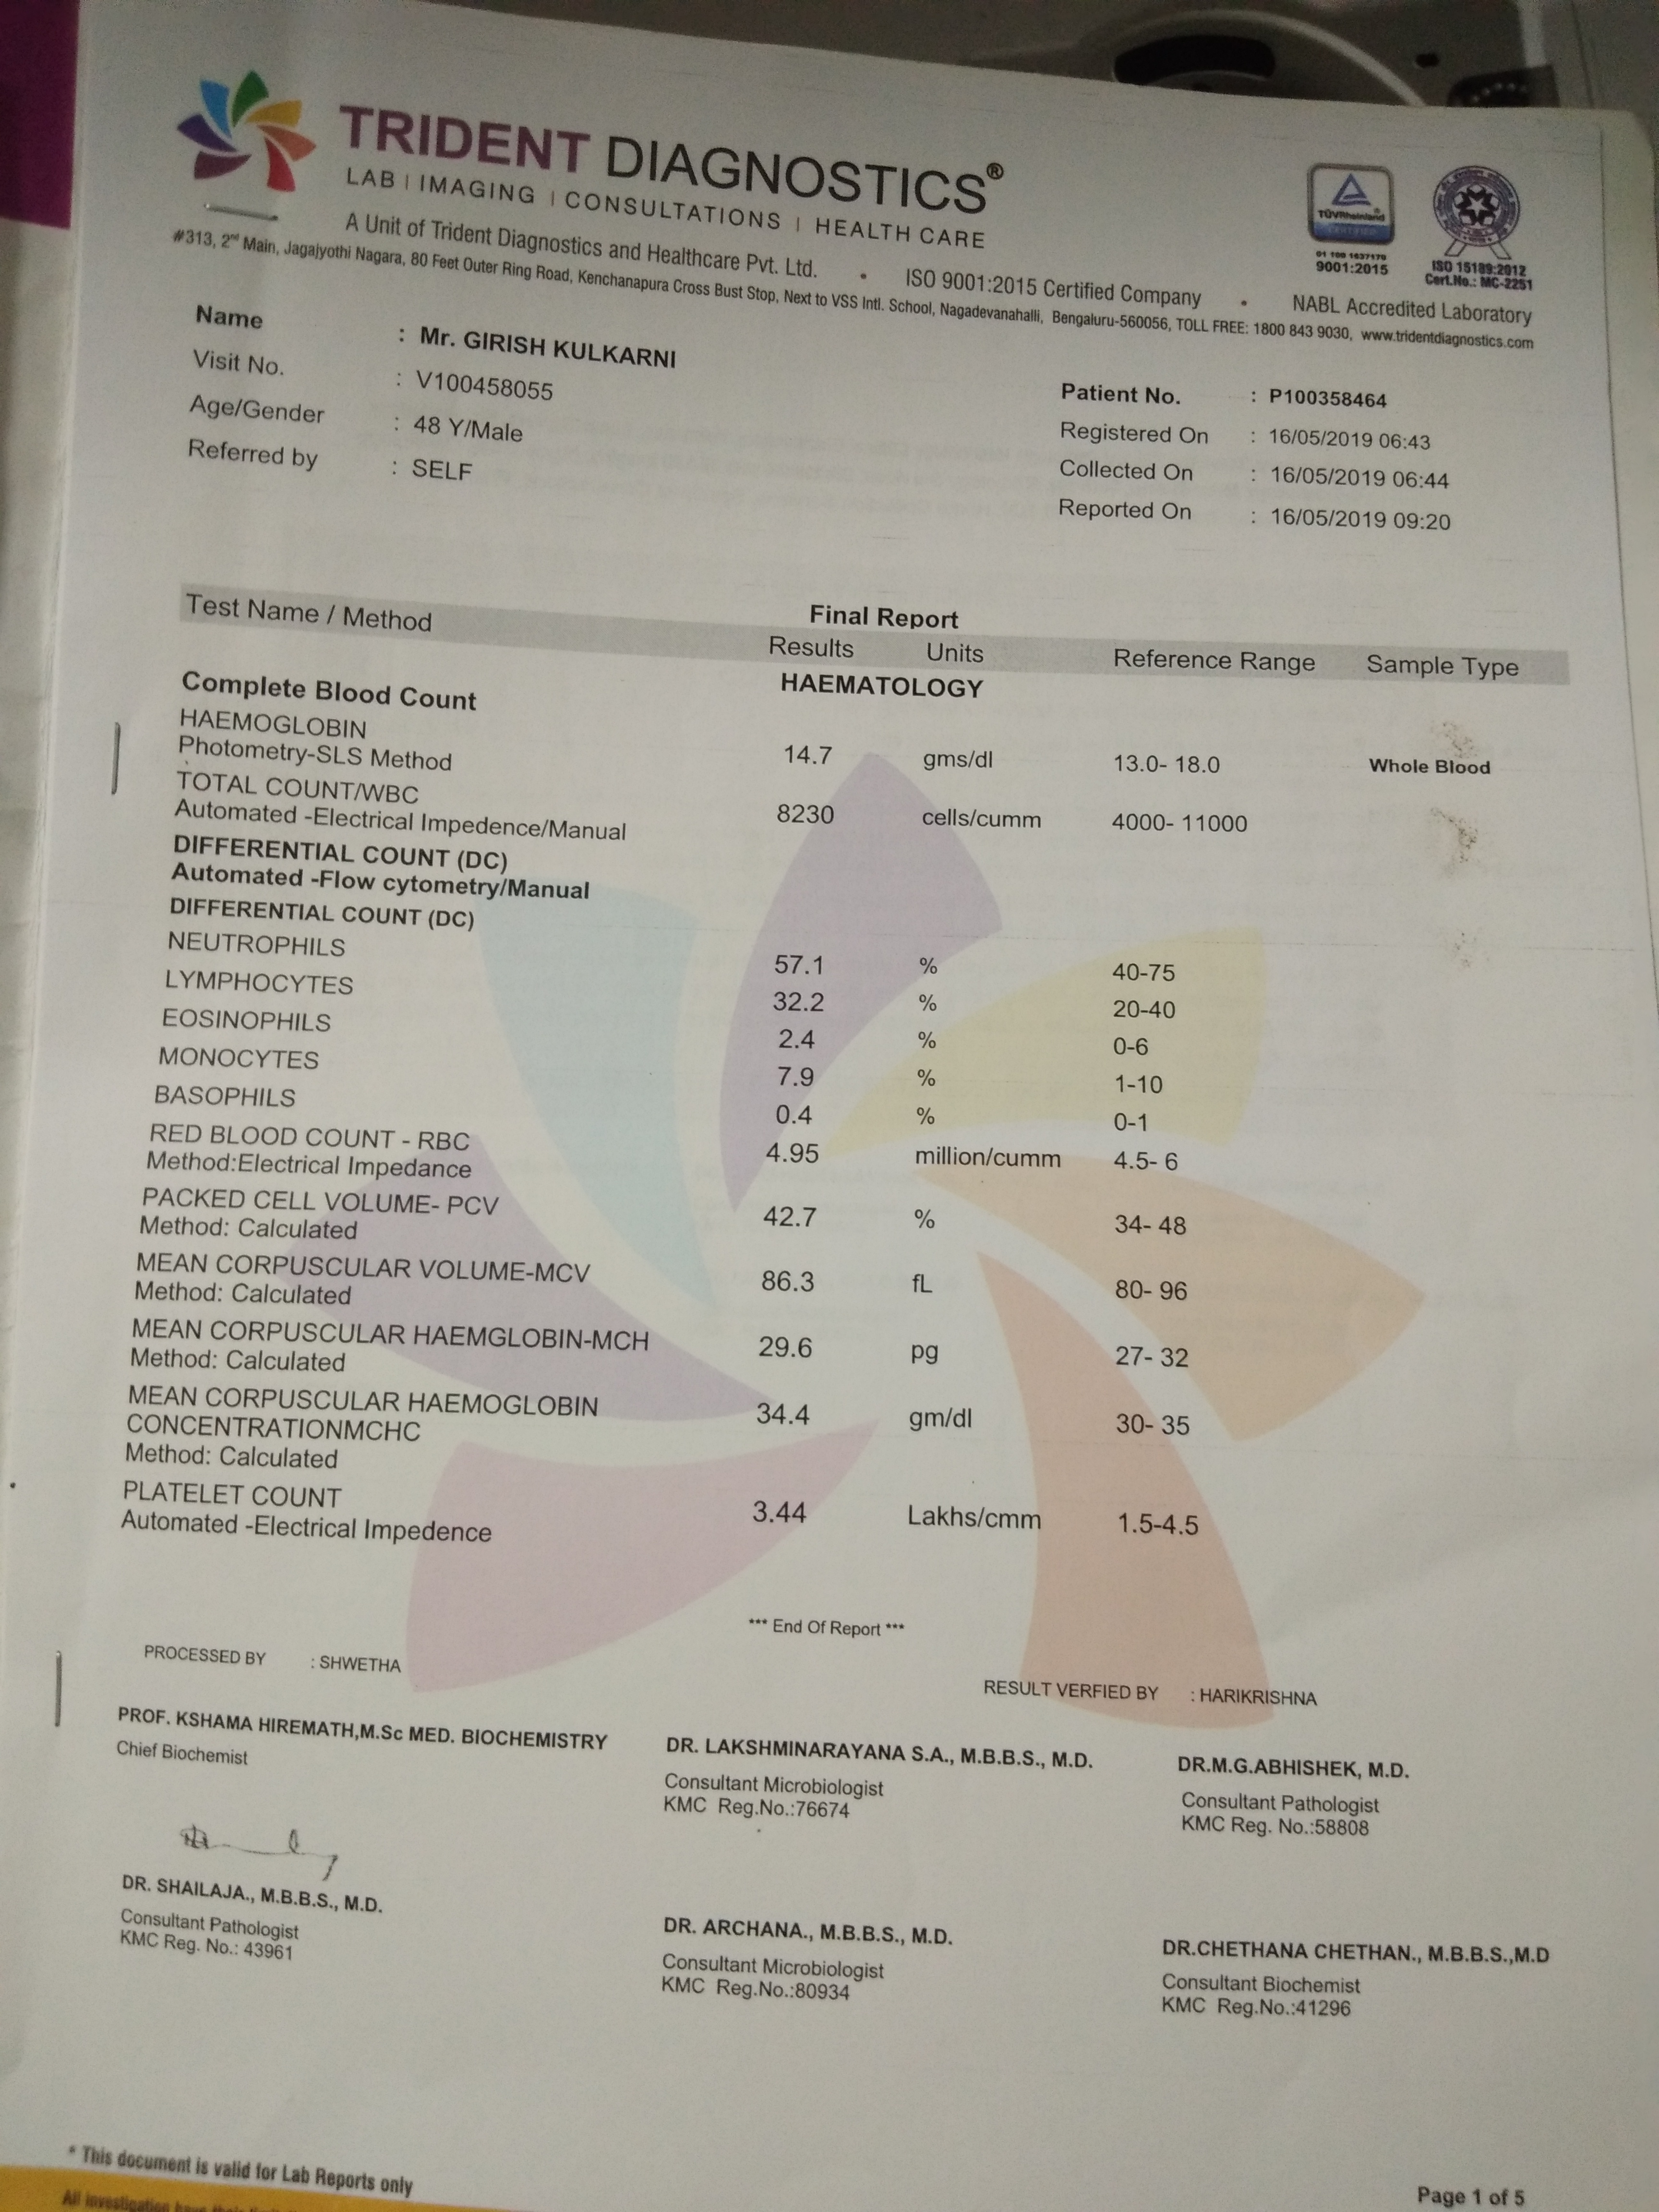 TRIDENT DIAGNOSTICS®
LAB | IMAGING | CONSULTATIONS | HEALTH CARE
A Unit of Trident Diagnostics and Healthcare Pvt. Ltd. • ISO 9001:2015 Certified Company • NABL Accredited Laboratory
#313, 2nd Main, Jagajyothi Nagara, 80 Feet Outer Ring Road, Kenchanapura Cross Bust Stop, Next to VSS Intl. School, Nagadevanahalli, Bengaluru-560056, TOLL FREE: 1800 843 9030, www.tridentdiagnostics.com
TÜVRheinland
CERTIFIED
9001:2015
ISO 15189:2012
Cert.No.: MC-2251
Name : Mr. GIRISH KULKARNI
Visit No. : V100458055
Age/Gender : 48 Y/Male
Referred by : SELF
Patient No. : P100358464
Registered On : 16/05/2019 06:43
Collected On : 16/05/2019 06:44
Reported On : 16/05/2019 09:20
Final Report
Test Name / Method Results Units Reference Range Sample Type
HAEMATOLOGY
Complete Blood Count
HAEMOGLOBIN 14.7 gms/dl 13.0- 18.0 Whole Blood
Photometry-SLS Method
TOTAL COUNT/WBC 8230 cells/cumm 4000- 11000
Automated -Electrical Impedence/Manual
DIFFERENTIAL COUNT (DC)
Automated -Flow cytometry/Manual
DIFFERENTIAL COUNT (DC)
NEUTROPHILS 57.1 % 40-75
LYMPHOCYTES 32.2 % 20-40
EOSINOPHILS 2.4 % 0-6
MONOCYTES 7.9 % 1-10
BASOPHILS 0.4 % 0-1
RED BLOOD COUNT - RBC 4.95 million/cumm 4.5- 6
Method:Electrical Impedance
PACKED CELL VOLUME- PCV 42.7 % 34- 48
Method: Calculated
MEAN CORPUSCULAR VOLUME-MCV 86.3 fL 80- 96
Method: Calculated
MEAN CORPUSCULAR HAEMGLOBIN-MCH 29.6 pg 27- 32
Method: Calculated
MEAN CORPUSCULAR HAEMOGLOBIN 34.4 gm/dl 30- 35
CONCENTRATIONMCHC
Method: Calculated
PLATELET COUNT 3.44 Lakhs/cmm 1.5-4.5
Automated -Electrical Impedence
*** End Of Report ***
PROCESSED BY : SHWETHA
RESULT VERFIED BY : HARIKRISHNA
PROF. KSHAMA HIREMATH,M.Sc MED. BIOCHEMISTRY
Chief Biochemist
DR. LAKSHMINARAYANA S.A., M.B.B.S., M.D.
Consultant Microbiologist
KMC Reg.No.:76674
DR.M.G.ABHISHEK, M.D.
Consultant Pathologist
KMC Reg. No.:58808
DR. SHAILAJA., M.B.B.S., M.D.
Consultant Pathologist
KMC Reg. No.: 43961
DR. ARCHANA., M.B.B.S., M.D.
Consultant Microbiologist
KMC Reg.No.:80934
DR.CHETHANA CHETHAN., M.B.B.S.,M.D
Consultant Biochemist
KMC Reg.No.:41296
* This document is valid for Lab Reports only
Page 1 of 5
All investigation have their